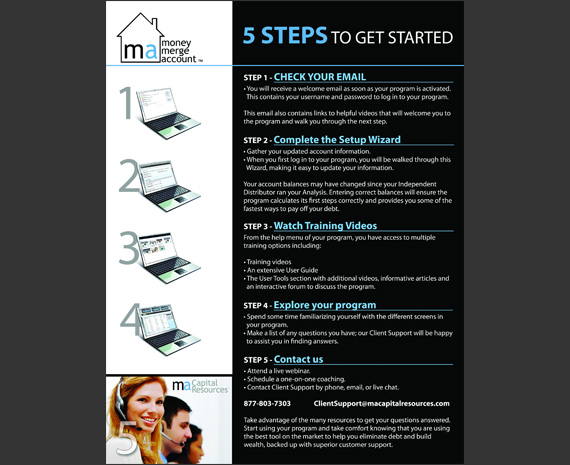 ma money
merge
account ™
5 STEPS TO GET STARTED
1
2
3
4
STEP 1 - CHECK YOUR EMAIL
• You will receive a welcome email as soon as your program is activated.
This contains your username and password to log in to your program.
This email also contains links to helpful videos that will welcome you to
the program and walk you through the next step.
STEP 2 - Complete the Setup Wizard
• Gather your updated account information.
• When you first log in to your program, you will be walked through this
Wizard, making it easy to update your information.
Your account balances may have changed since your Independent
Distributor ran your Analysis. Entering correct balances will ensure the
program calculates its first steps correctly and provides you some of the
fastest ways to pay off your debt.
STEP 3 - Watch Training Videos
From the help menu of your program, you have access to multiple
training options including:
• Training videos
• An extensive User Guide
• The User Tools section with additional videos, informative articles and
an interactive forum to discuss the program.
STEP 4 - Explore your program
• Spend some time familiarizing yourself with the different screens in
your program.
• Make a list of any questions you have; our Client Support will be happy
to assist you in finding answers.
STEP 5 - Contact us
• Attend a live webinar.
• Schedule a one-on-one coaching.
• Contact Client Support by phone, email, or live chat.
877-803-7303 ClientSupport@macapitalresources.com
Take advantage of the many resources to get your questions answered.
Start using your program and take comfort knowing that you are using
the best tool on the market to help you eliminate debt and build
wealth, backed up with superior customer support.
ma Capital
Resources
5